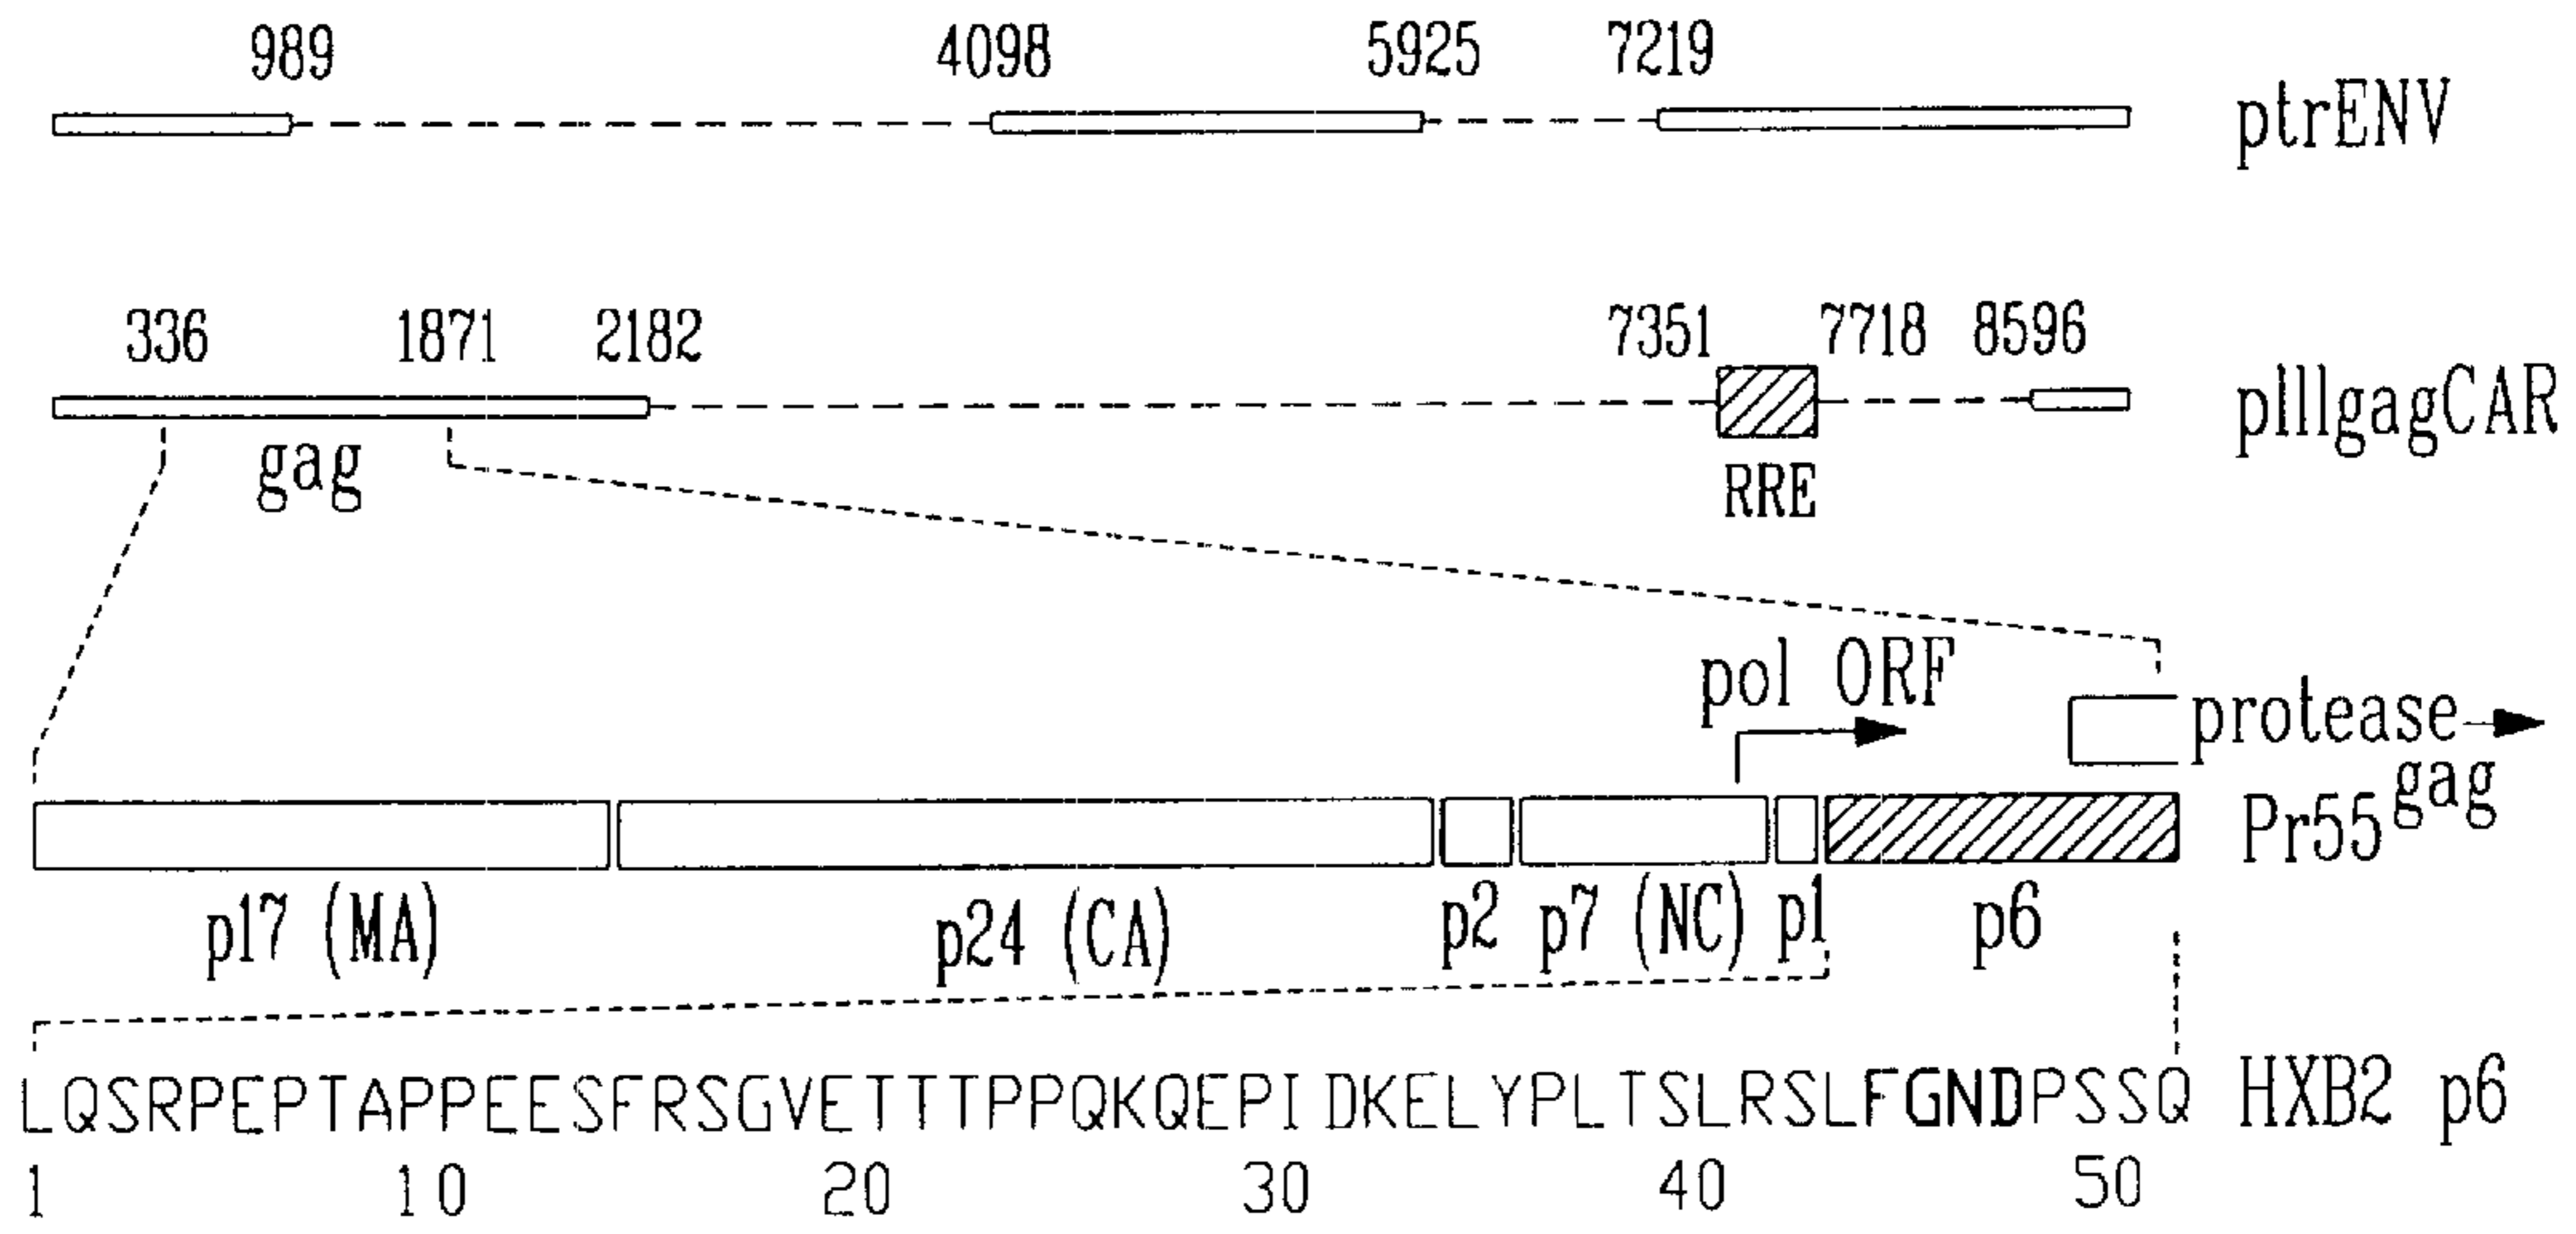 989 4098 5925 7219
ptrENV
336 1871 2182 7351 7718 8596
pIIIgagCAR
gag
RRE
pol ORF
protease
Pr55gag
p17 (MA) p24 (CA) p2 p7 (NC) p1 p6
LQSRPEPTAPPEESFRSGVETTTPPQKQEPIDKELYPLTSLRSLFGNDPSSQ HXB2 p6
1 10 20 30 40 50